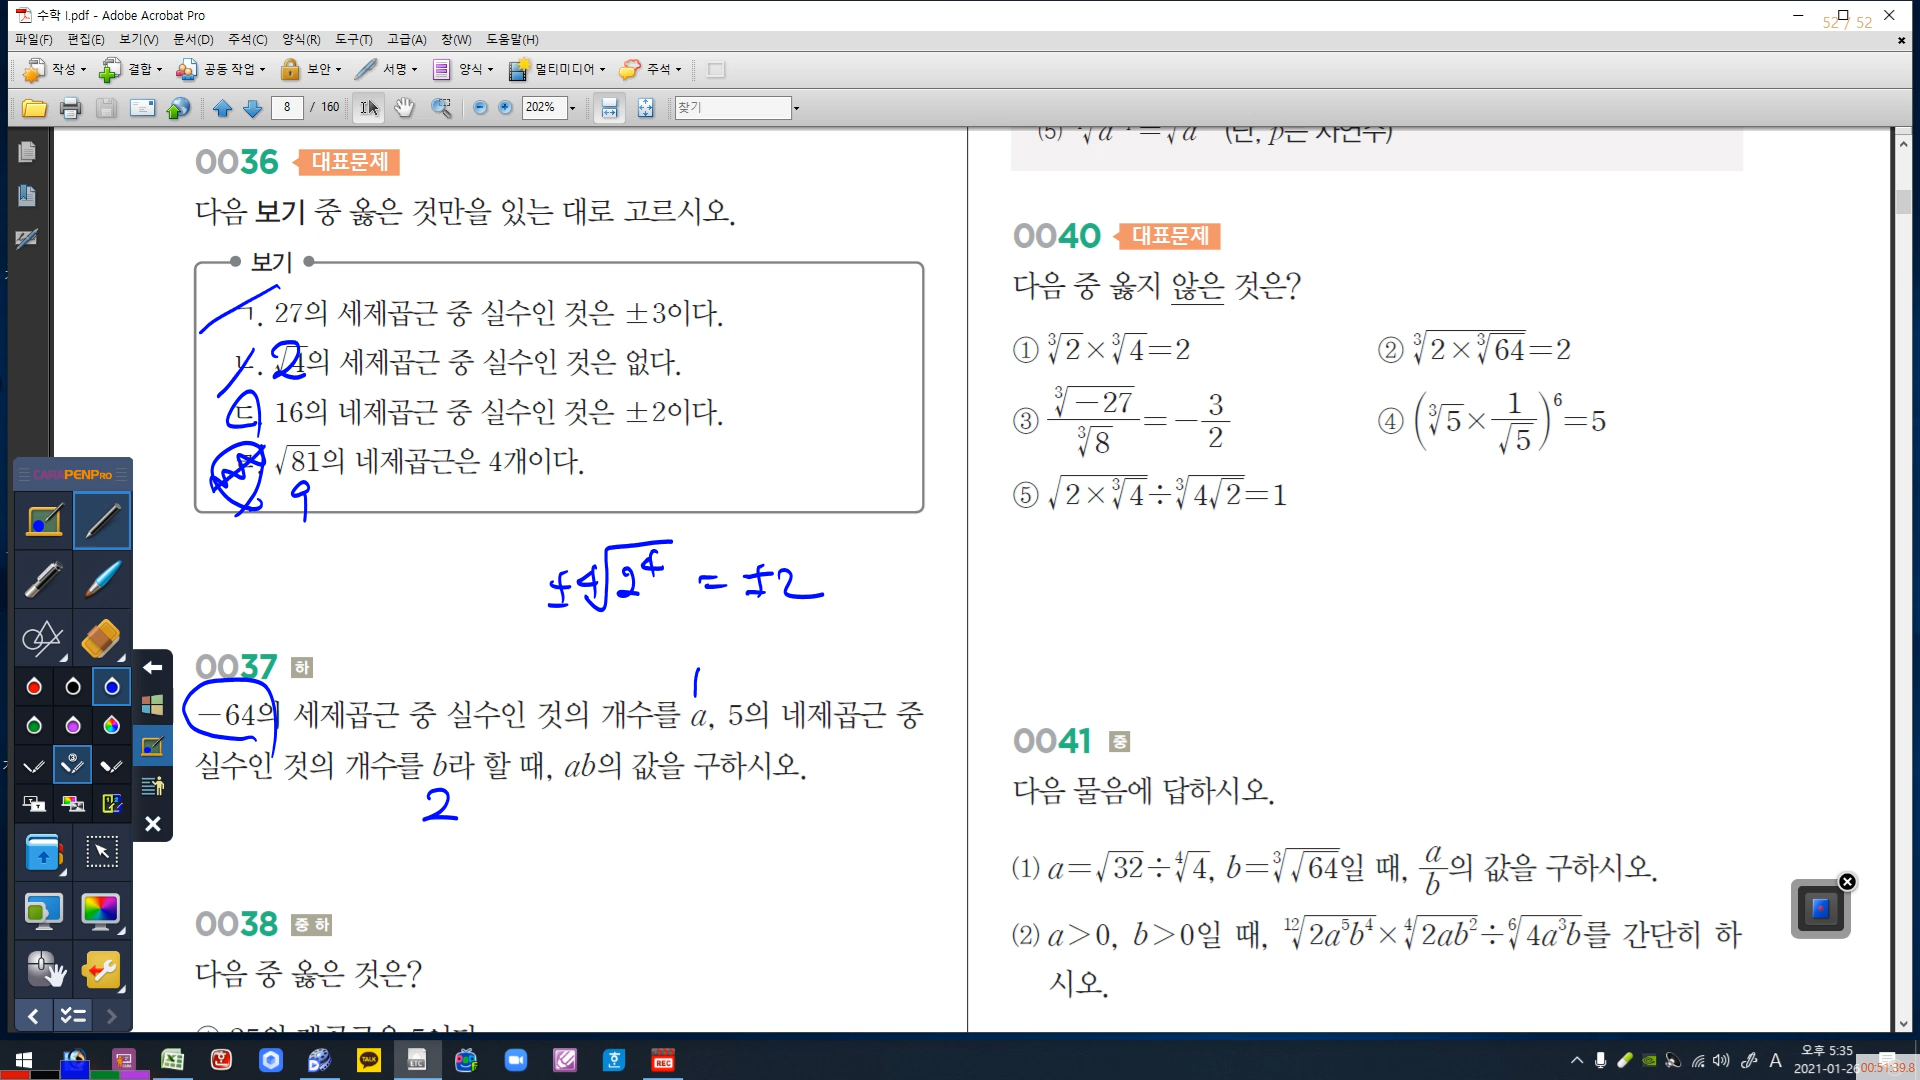 수학 I.pdf - Adobe Acrobat Pro
52 / 52
파일(F) 편집(E) 보기(V) 문서(D) 주석(C) 양식(R) 도구(T) 고급(A) 창(W) 도움말(H)
작성 결합 공동 작업 보안 서명 양식 멀티미디어 주석
8 / 160 202% 찾기
0036 대표문제
다음 보기 중 옳은 것만을 있는 대로 고르시오.
보기
ㄱ. 27의 세제곱근 중 실수인 것은 ±3이다.
ㄴ. √4의 세제곱근 중 실수인 것은 없다.
2
ㄷ. 16의 네제곱근 중 실수인 것은 ±2이다.
√81의 네제곱근은 4개이다.
9
±⁴√2⁴ = ±2
0037 하
1
−64의 세제곱근 중 실수인 것의 개수를 a, 5의 네제곱근 중
실수인 것의 개수를 b라 할 때, ab의 값을 구하시오.
2
0038 중 하
다음 중 옳은 것은?
(단, p는 자연수)
0040 대표문제
다음 중 옳지 않은 것은?
① ³√2×³√4=2 ② ³√(2×³√64)=2
③ ³√−27/³√8=−3/2 ④ (³√5×1/√5)⁶=5
⑤ √(2×³√4)÷³√(4√2)=1
0041 중
다음 물음에 답하시오.
(1) a=√32÷⁴√4, b=³√√64일 때, a/b의 값을 구하시오.
(2) a>0, b>0일 때, ¹²√(2a⁵b⁴)×⁴√(2ab²)÷⁶√(4a³b)를 간단히 하
시오.
PENPRO
TALK
REC
A
오후 5:35
2021-01-26
00:51:39.8